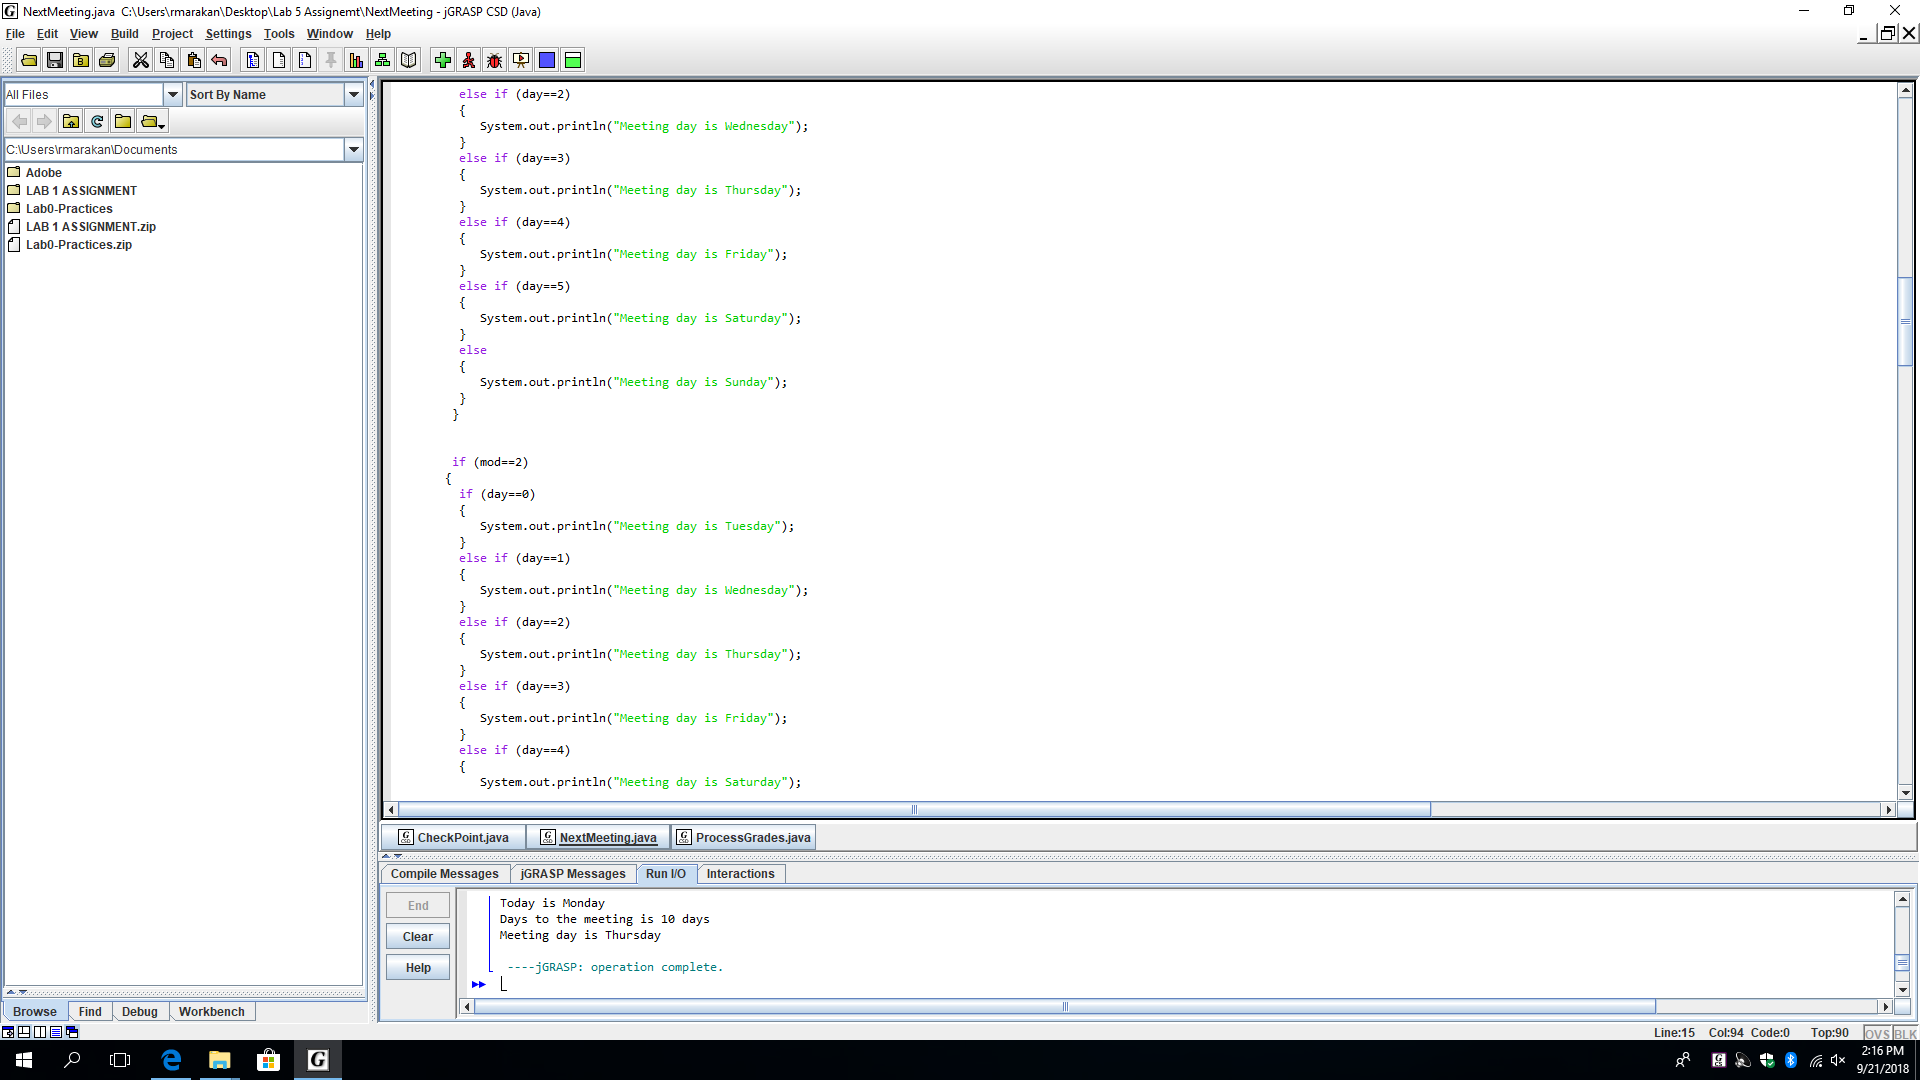 NextMeeting.java  C:\Users\rmarakan\Desktop\Lab 5 Assignemt\NextMeeting - jGRASP CSD (Java)
File Edit View Build Project Settings Tools Window Help
All Files
Sort By Name
C:\Users\rmarakan\Documents
Adobe
LAB 1 ASSIGNMENT
Lab0-Practices
LAB 1 ASSIGNMENT.zip
Lab0-Practices.zip
Browse Find Debug Workbench
else if (day==2)
{
System.out.println("Meeting day is Wednesday");
}
else if (day==3)
{
System.out.println("Meeting day is Thursday");
}
else if (day==4)
{
System.out.println("Meeting day is Friday");
}
else if (day==5)
{
System.out.println("Meeting day is Saturday");
}
else
{
System.out.println("Meeting day is Sunday");
}
}
if (mod==2)
{
if (day==0)
{
System.out.println("Meeting day is Tuesday");
}
else if (day==1)
{
System.out.println("Meeting day is Wednesday");
}
else if (day==2)
{
System.out.println("Meeting day is Thursday");
}
else if (day==3)
{
System.out.println("Meeting day is Friday");
}
else if (day==4)
{
System.out.println("Meeting day is Saturday");
CheckPoint.java NextMeeting.java ProcessGrades.java
Compile Messages jGRASP Messages Run I/O Interactions
End
Clear
Help
Today is Monday
Days to the meeting is 10 days
Meeting day is Thursday
----jGRASP: operation complete.
Line:15 Col:94 Code:0 Top:90 OVS BLK
2:16 PM
9/21/2018